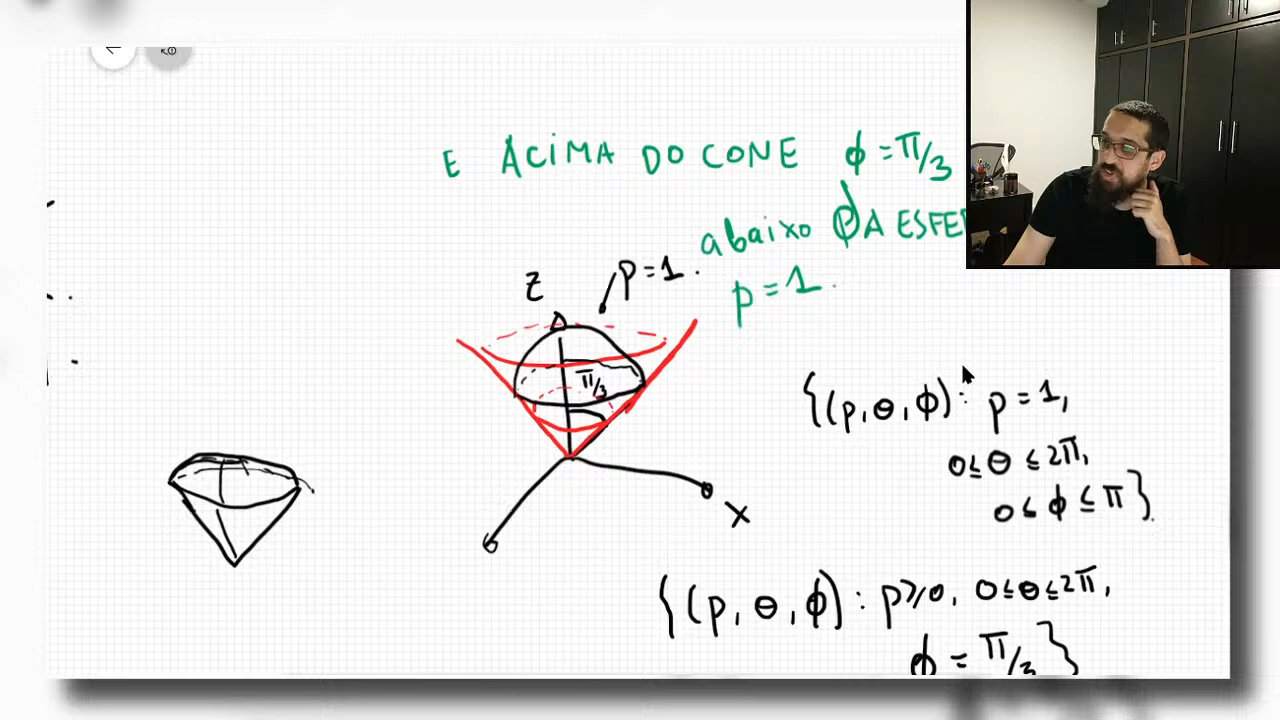 E ACIMA DO CONE ϕ = π/3
abaixo DA ESFE
ρ = 1.
Z
ρ = 1.
π/3
X
{(ρ, θ, ϕ) : ρ = 1,
0 ≤ θ ≤ 2π,
0 ≤ ϕ ≤ π}.
{(ρ, θ, ϕ) : ρ ≥ 0, 0 ≤ θ ≤ 2π,
ϕ = π/3}